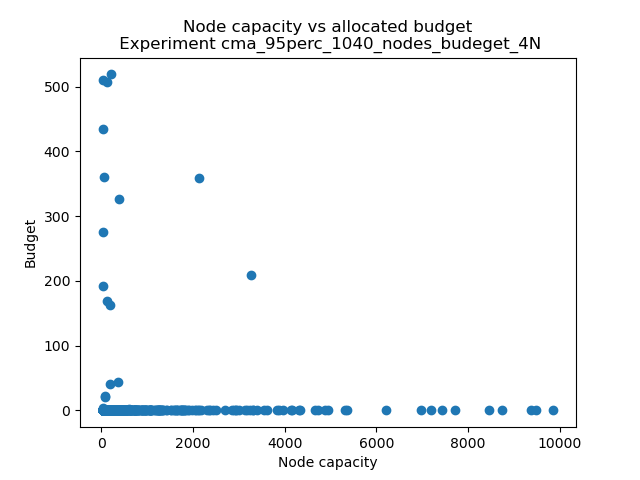 Node capacity vs allocated budget
Experiment cma_95perc_1040_nodes_budeget_4N
500
400
300
200
100
0
Budget
0 2000 4000 6000 8000 10000
Node capacity